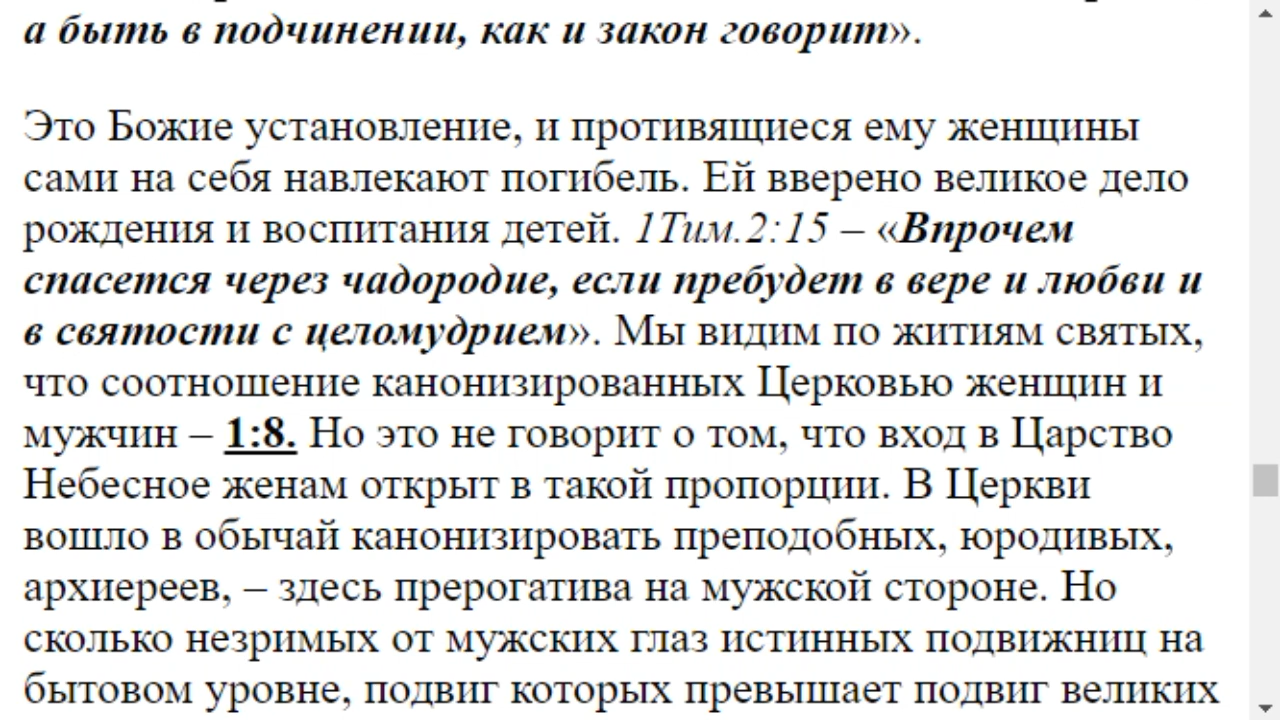 а быть в подчинении, как и закон говорит».
Это Божие установление, и противящиеся ему женщины
сами на себя навлекают погибель. Ей вверено великое дело
рождения и воспитания детей. 1Тим.2:15 – «Впрочем
спасется через чадородие, если пребудет в вере и любви и
в святости с целомудрием». Мы видим по житиям святых,
что соотношение канонизированных Церковью женщин и
мужчин – 1:8. Но это не говорит о том, что вход в Царство
Небесное женам открыт в такой пропорции. В Церкви
вошло в обычай канонизировать преподобных, юродивых,
архиереев, – здесь прерогатива на мужской стороне. Но
сколько незримых от мужских глаз истинных подвижниц на
бытовом уровне, подвиг которых превышает подвиг великих